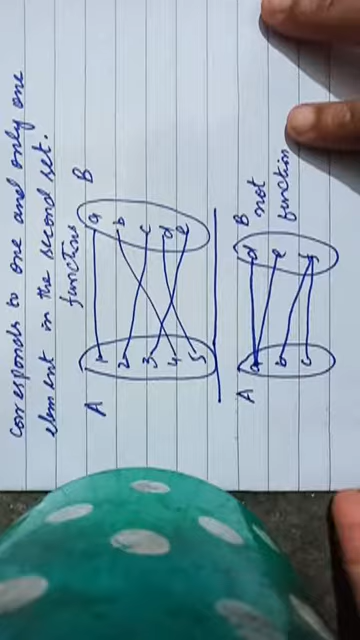 corresponds to one and only one
element in the second set.
function
A B
1 a
2 b
3 c
4 d
5 e
A B
not
function
a d
b e
c f